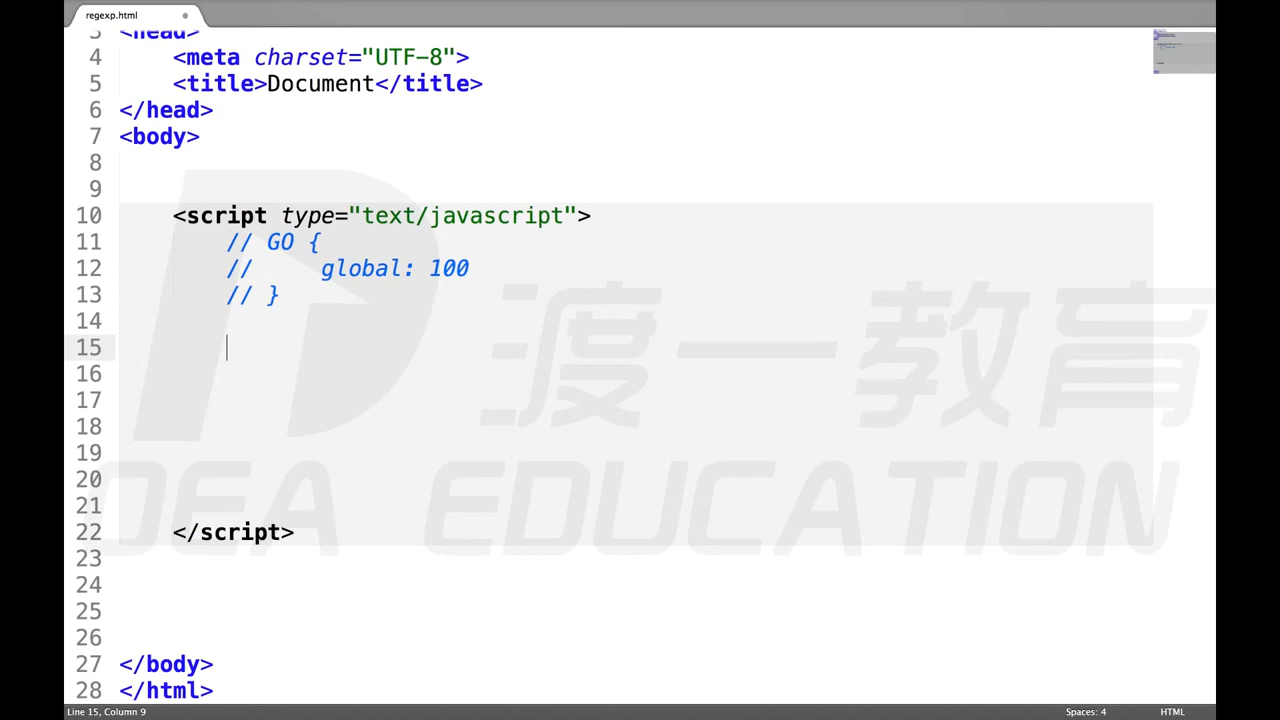 regexp.html
3 <head>
4 <meta charset="UTF-8">
5 <title>Document</title>
6 </head>
7 <body>
8
9
10 <script type="text/javascript">
11 // GO {
12 // global: 100
13 // }
14
15
16
17
18
19
20
21
22 </script>
23
24
25
26
27 </body>
28 </html>
渡一教育
DEA EDUCATION
Line 15, Column 9
Spaces: 4
HTML